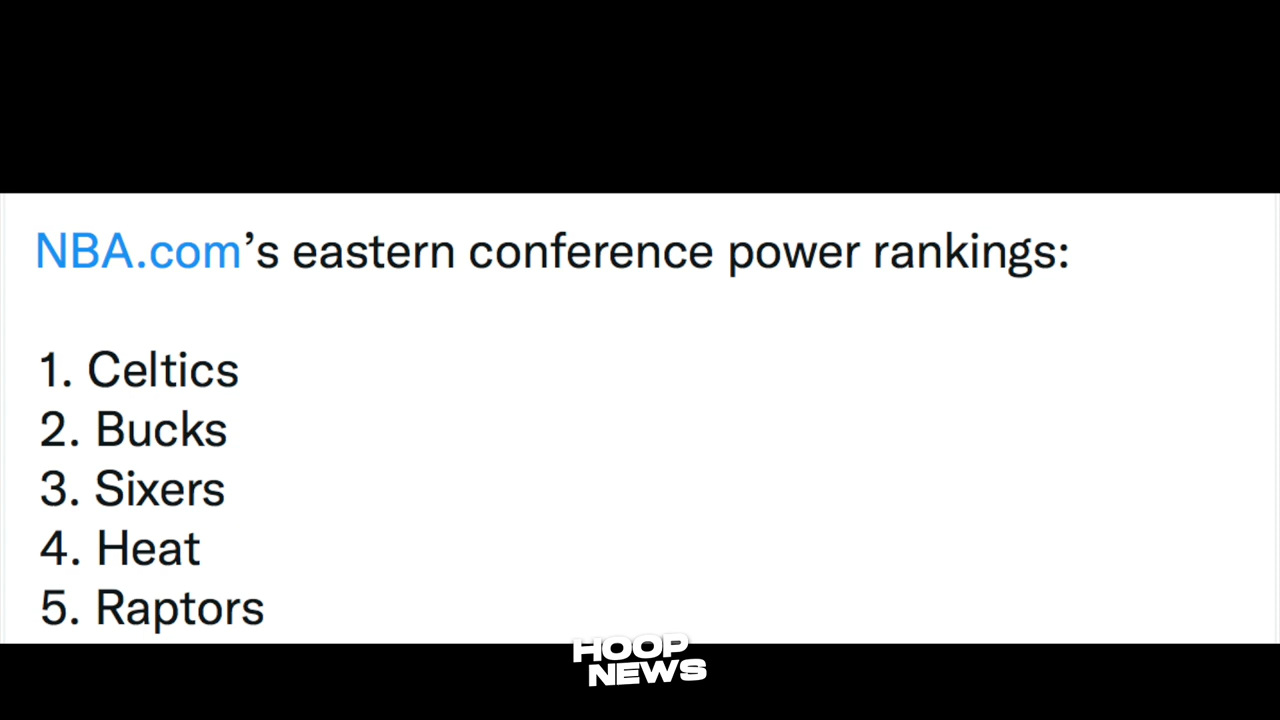 NBA.com’s eastern conference power rankings:
1. Celtics
2. Bucks
3. Sixers
4. Heat
5. Raptors
HOOP
NEWS